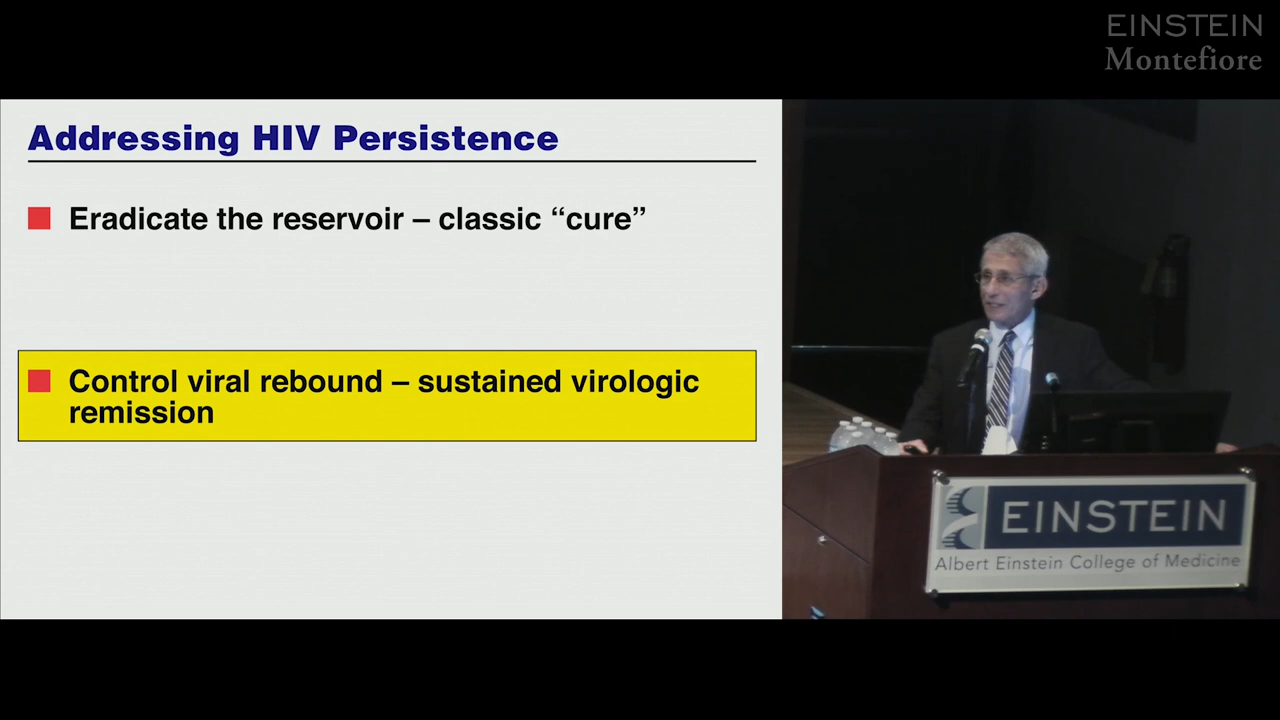 EINSTEIN
Montefiore
Addressing HIV Persistence
Eradicate the reservoir – classic “cure”
Control viral rebound – sustained virologic
remission
EINSTEIN
Albert Einstein College of Medicine